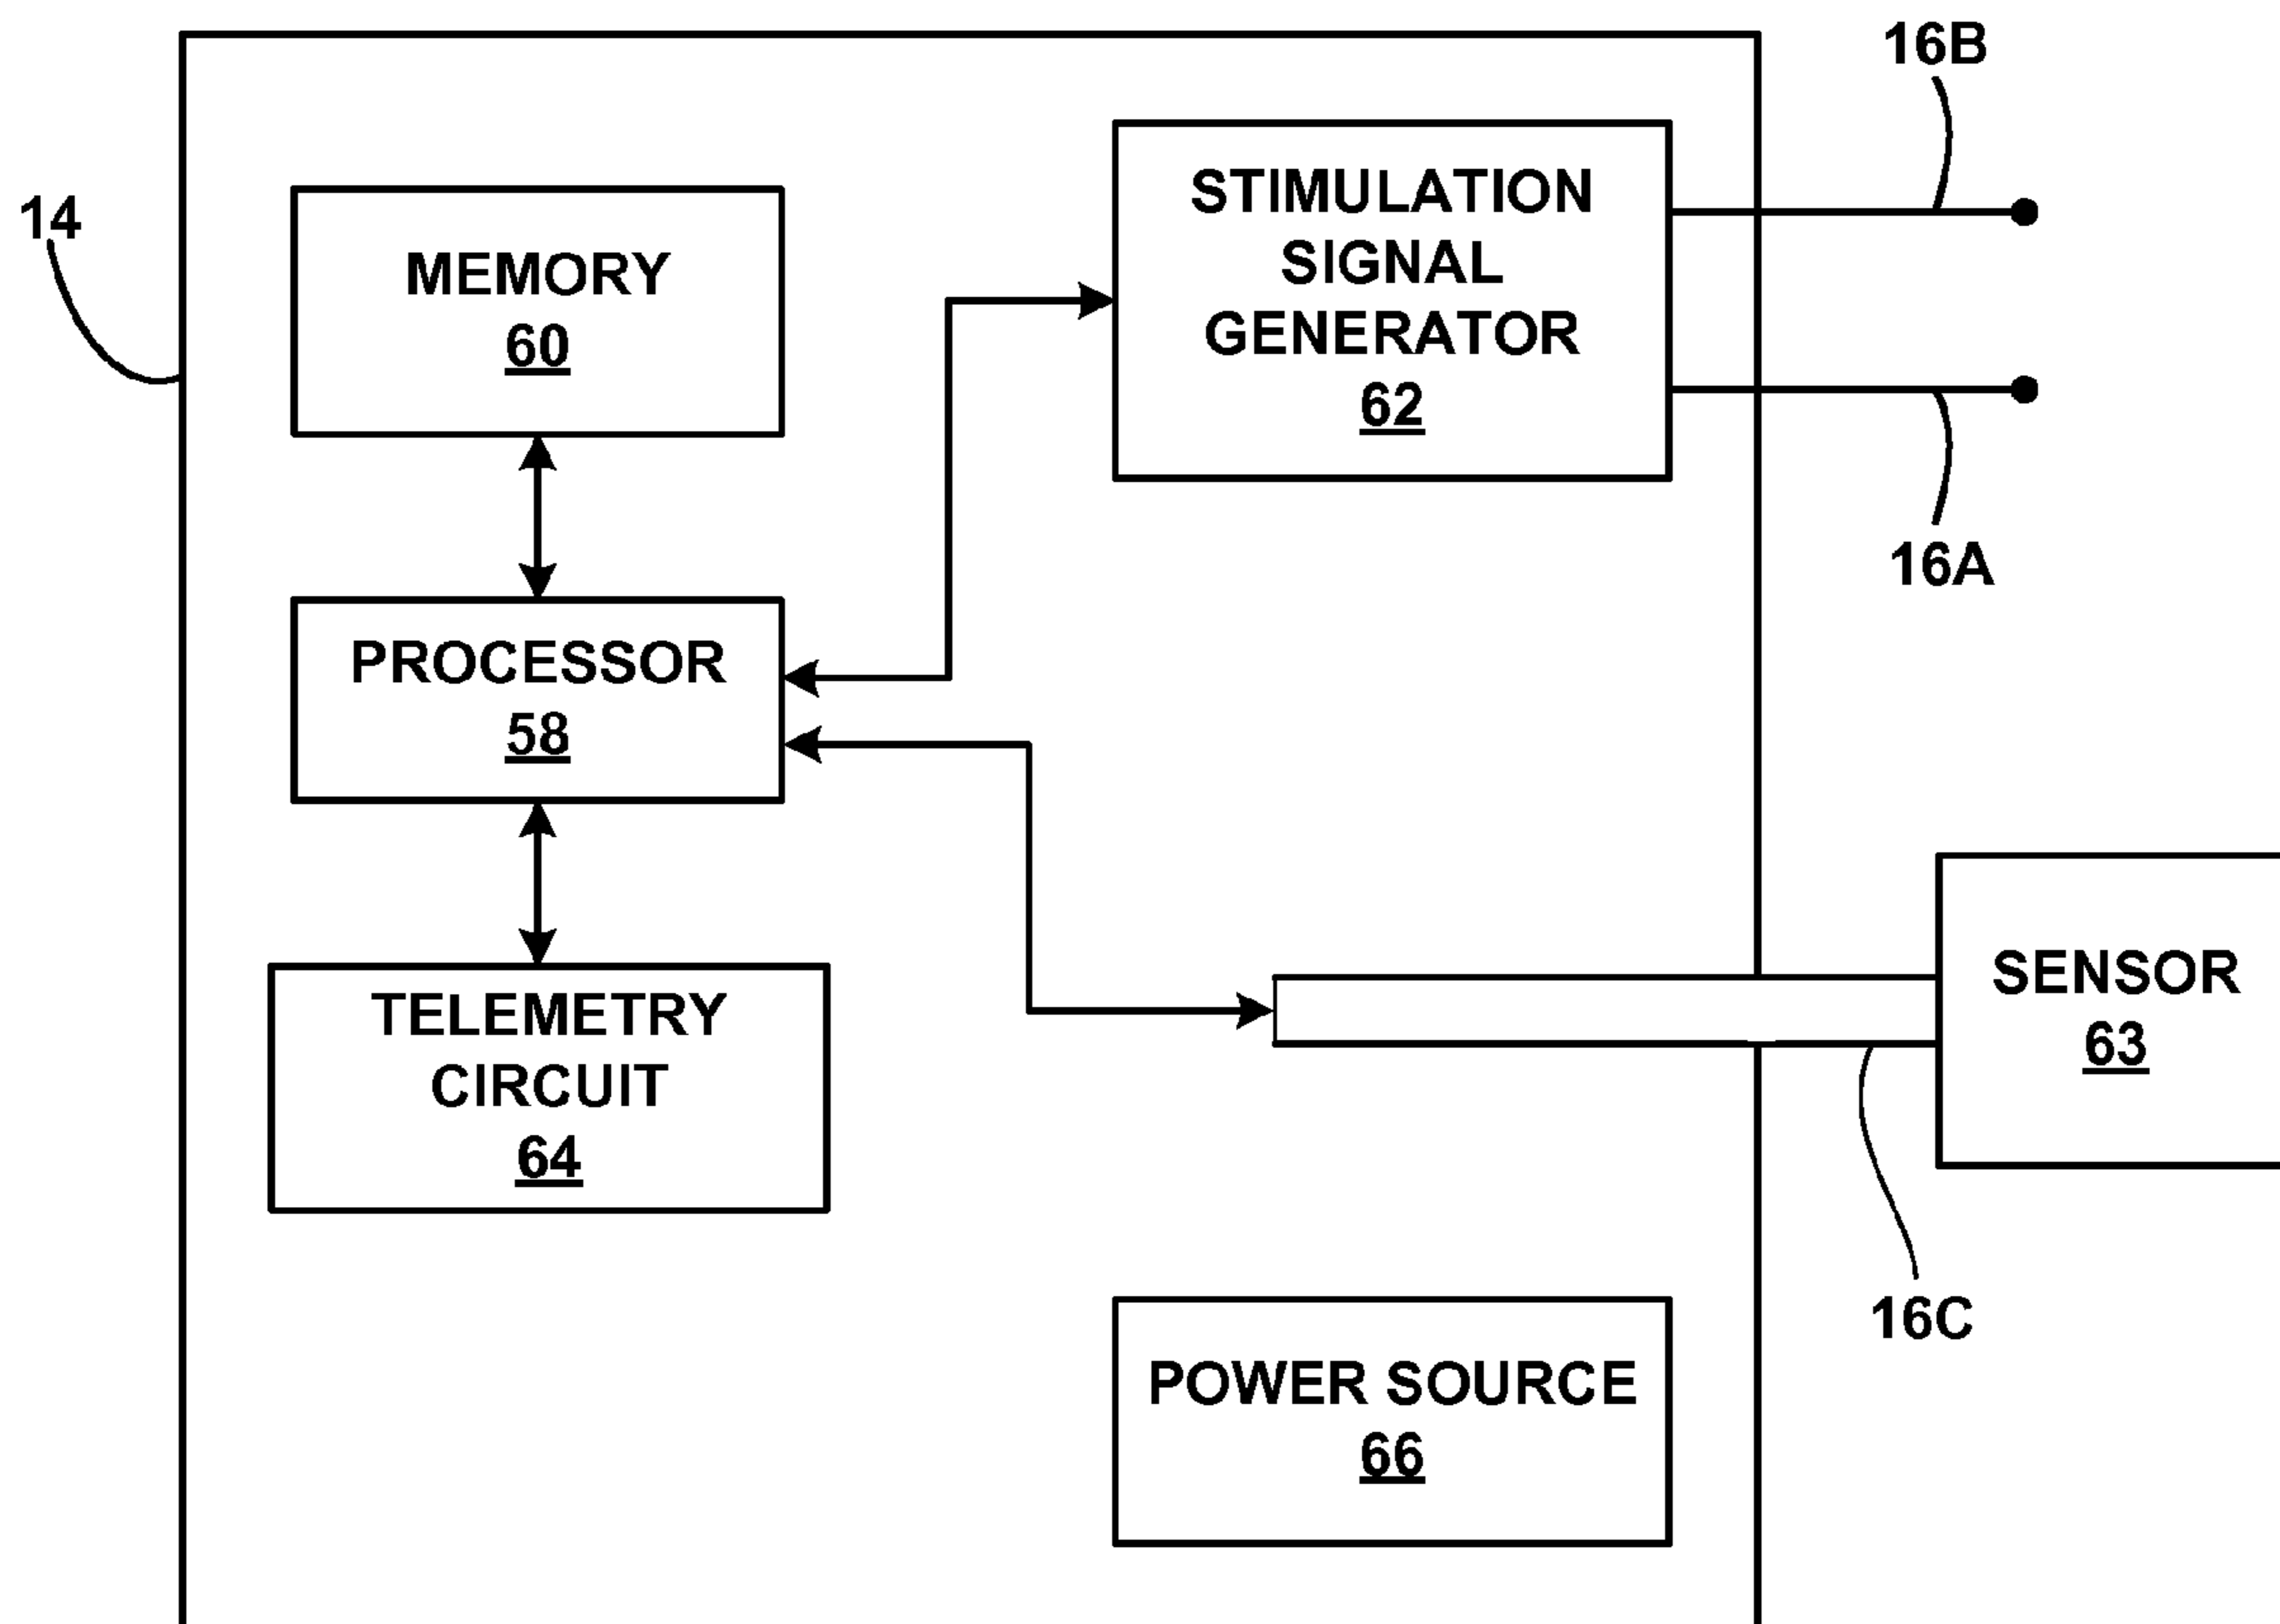 16B
14
MEMORY
60
STIMULATION
SIGNAL
GENERATOR
62
16A
PROCESSOR
58
TELEMETRY
CIRCUIT
64
SENSOR
63
16C
POWER SOURCE
66